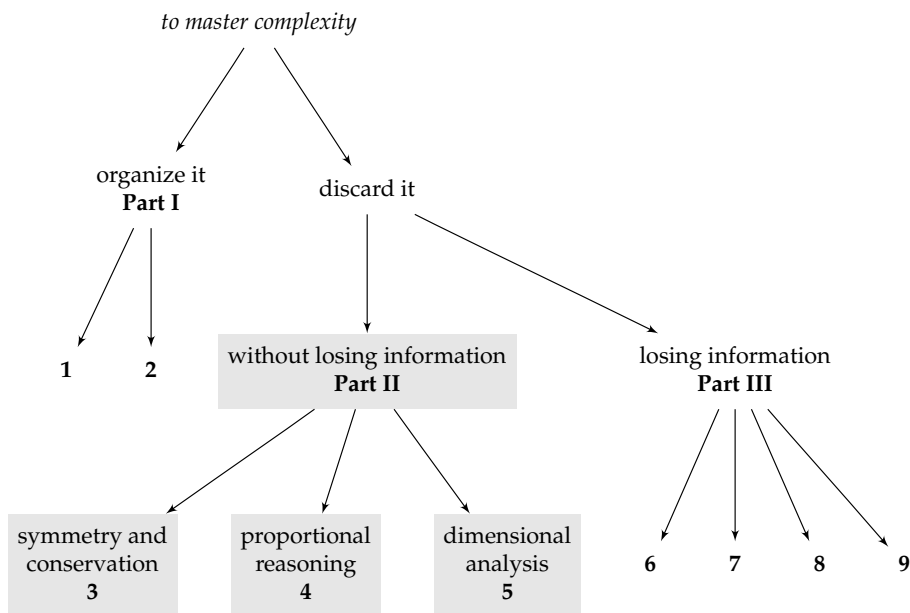 to master complexity
organize it
Part I
discard it
1
2
without losing information
Part II
losing information
Part III
symmetry and
conservation
3
proportional
reasoning
4
dimensional
analysis
5
6
7
8
9